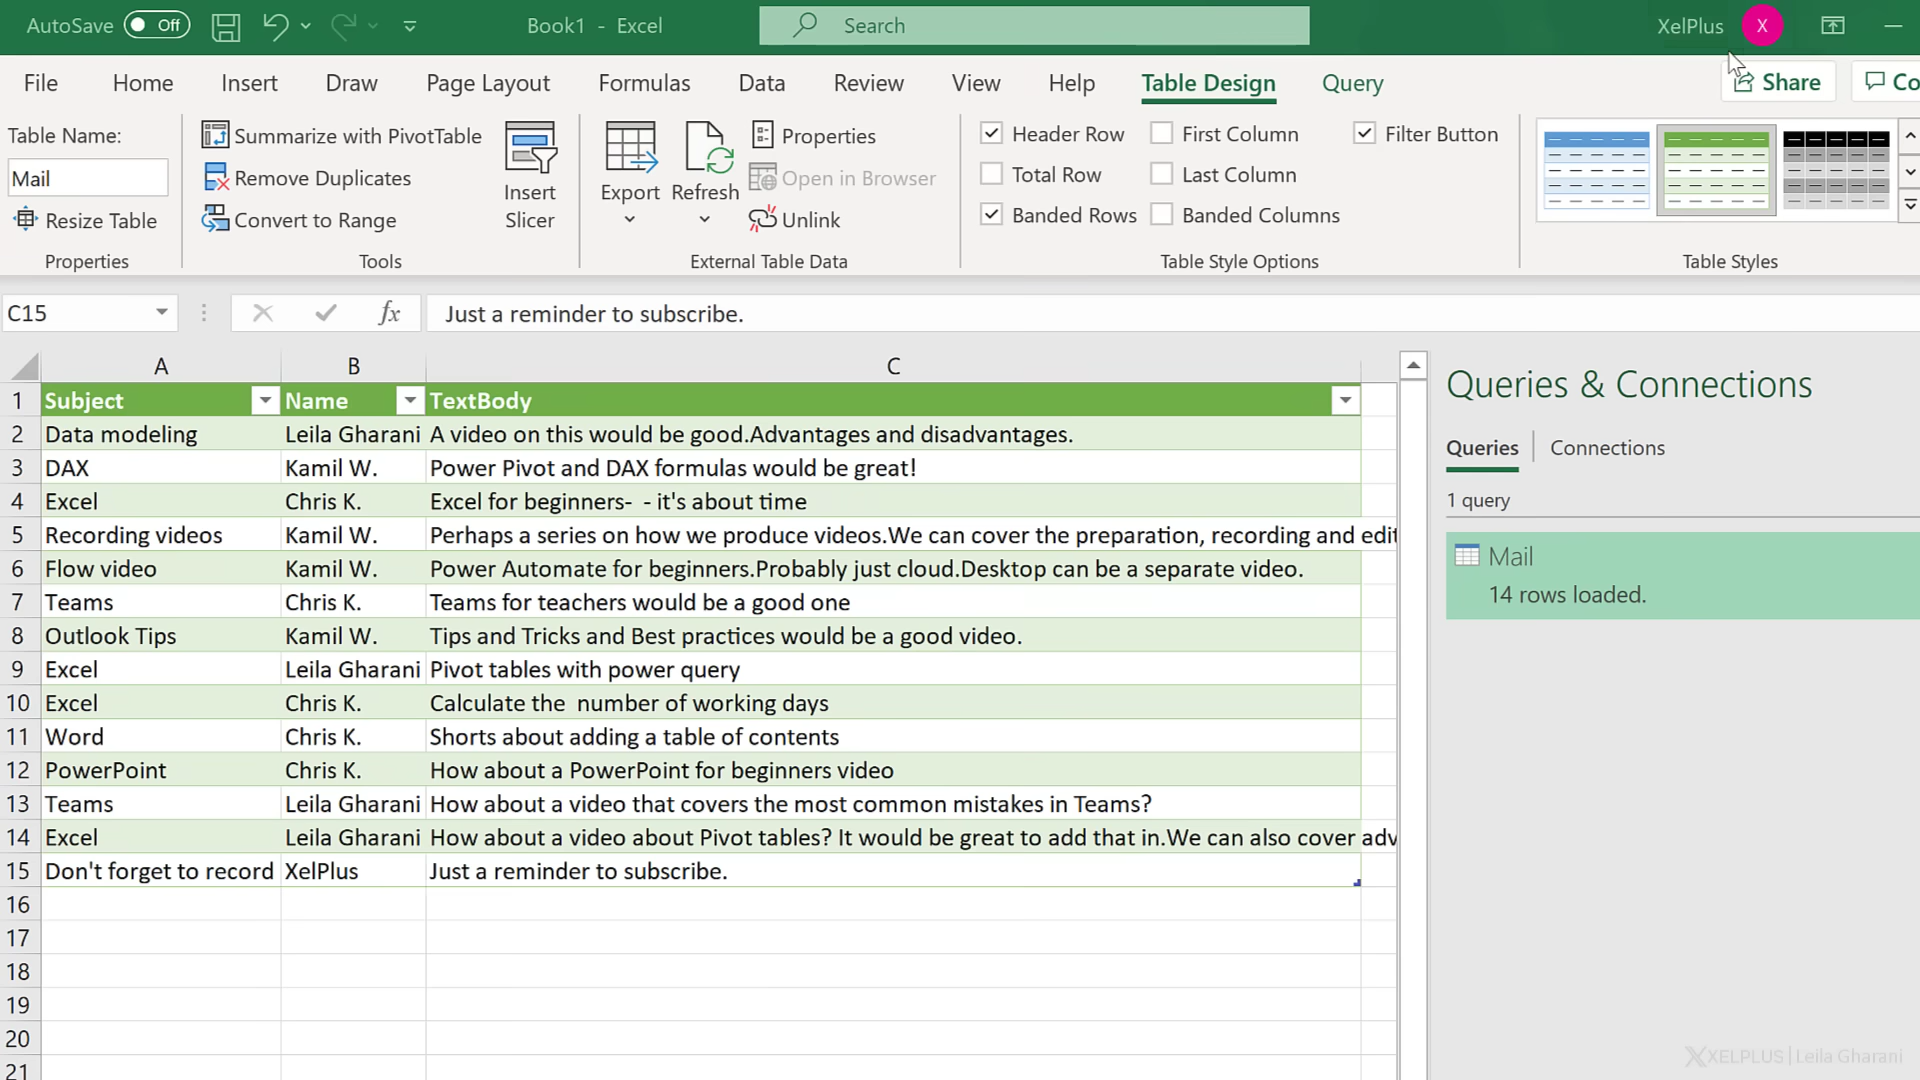 AutoSave Off Book1 - Excel Search XelPlus X
File Home Insert Draw Page Layout Formulas Data Review View Help Table Design Query Share Co
Table Name:
Mail
Resize Table
Properties
Summarize with PivotTable
Remove Duplicates
Convert to Range
Insert
Slicer
Tools
Export
Refresh
Properties
Open in Browser
Unlink
External Table Data
Header Row First Column Filter Button
Total Row Last Column
Banded Rows Banded Columns
Table Style Options
Table Styles
C15 fx Just a reminder to subscribe.
A B C
1 Subject Name TextBody
2 Data modeling Leila Gharani A video on this would be good.Advantages and disadvantages.
3 DAX Kamil W. Power Pivot and DAX formulas would be great!
4 Excel Chris K. Excel for beginners-  - it's about time
5 Recording videos Kamil W. Perhaps a series on how we produce videos.We can cover the preparation, recording and edit
6 Flow video Kamil W. Power Automate for beginners.Probably just cloud.Desktop can be a separate video.
7 Teams Chris K. Teams for teachers would be a good one
8 Outlook Tips Kamil W. Tips and Tricks and Best practices would be a good video.
9 Excel Leila Gharani Pivot tables with power query
10 Excel Chris K. Calculate the  number of working days
11 Word Chris K. Shorts about adding a table of contents
12 PowerPoint Chris K. How about a PowerPoint for beginners video
13 Teams Leila Gharani How about a video that covers the most common mistakes in Teams?
14 Excel Leila Gharani How about a video about Pivot tables? It would be great to add that in.We can also cover adv
15 Don't forget to record XelPlus Just a reminder to subscribe.
16
17
18
19
20
21
Queries & Connections
Queries Connections
1 query
Mail
14 rows loaded.
XELPLUS | Leila Gharani